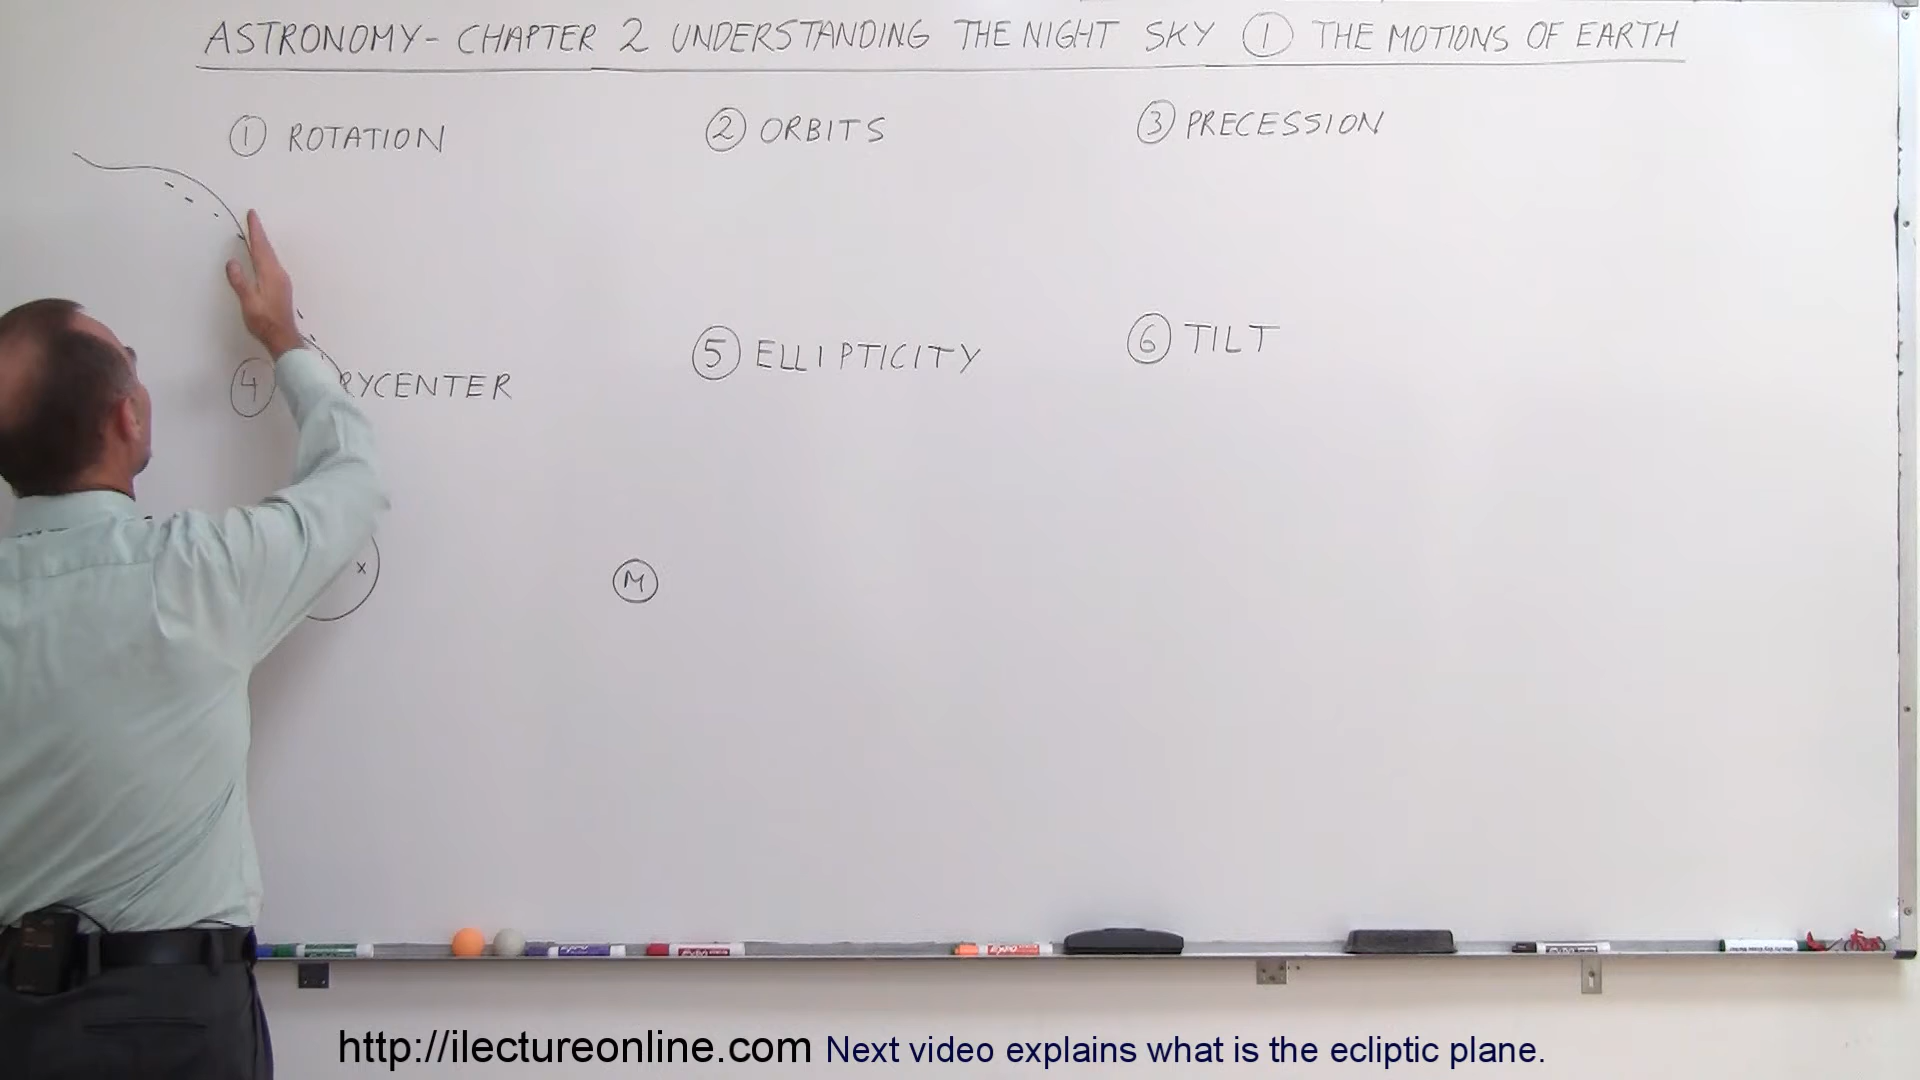 ASTRONOMY- CHAPTER 2 UNDERSTANDING THE NIGHT SKY ① THE MOTIONS OF EARTH
① ROTATION ② ORBITS ③ PRECESSION
④ RYCENTER ⑤ ELLIPTICITY ⑥ TILT
x M
http://ilectureonline.com Next video explains what is the ecliptic plane.